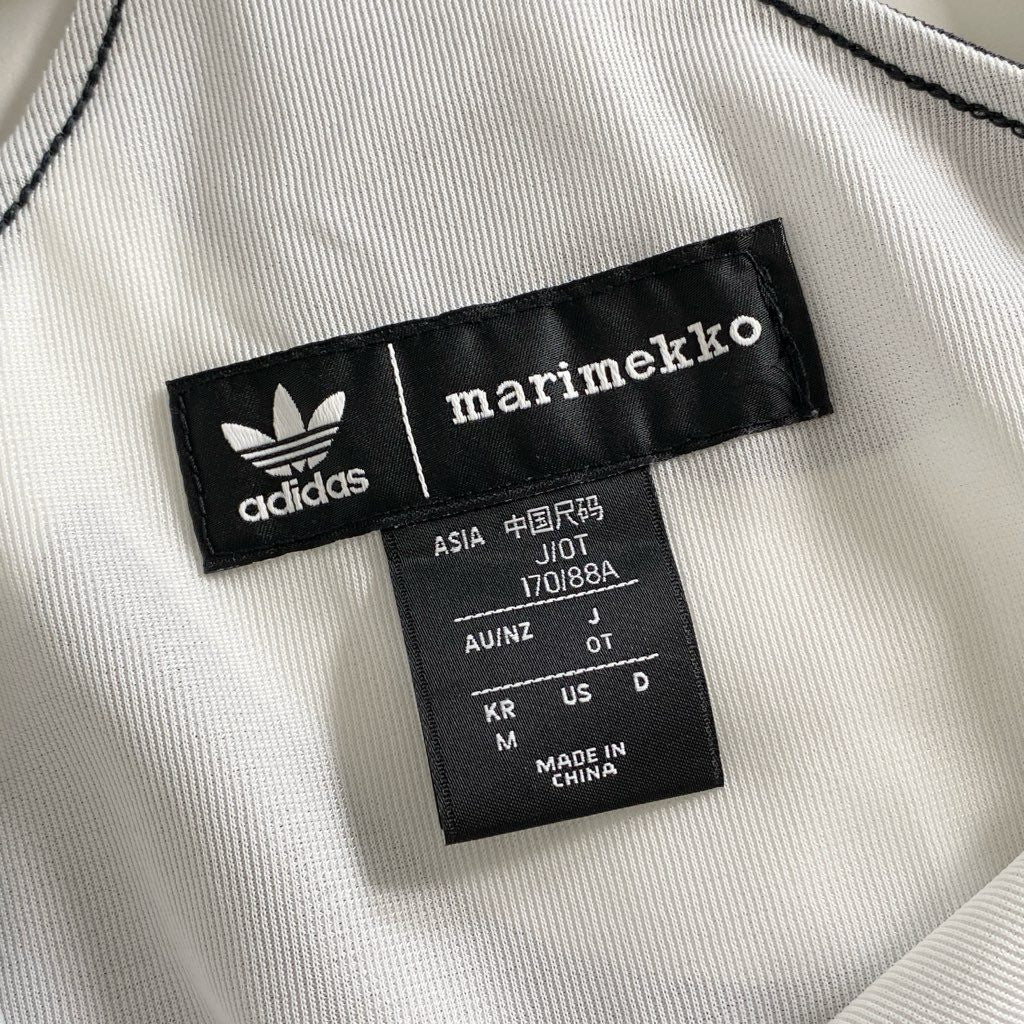 adidas
marimekko
ASIA 中国尺码
J/OT
170/88A
AU/NZ J
OT
KR US D
M
MADE IN
CHINA